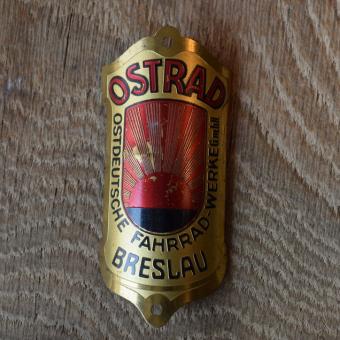 OSTRAD
OSTDEUTSCHE FAHRRAD-WERKE GmbH
BRESLAU